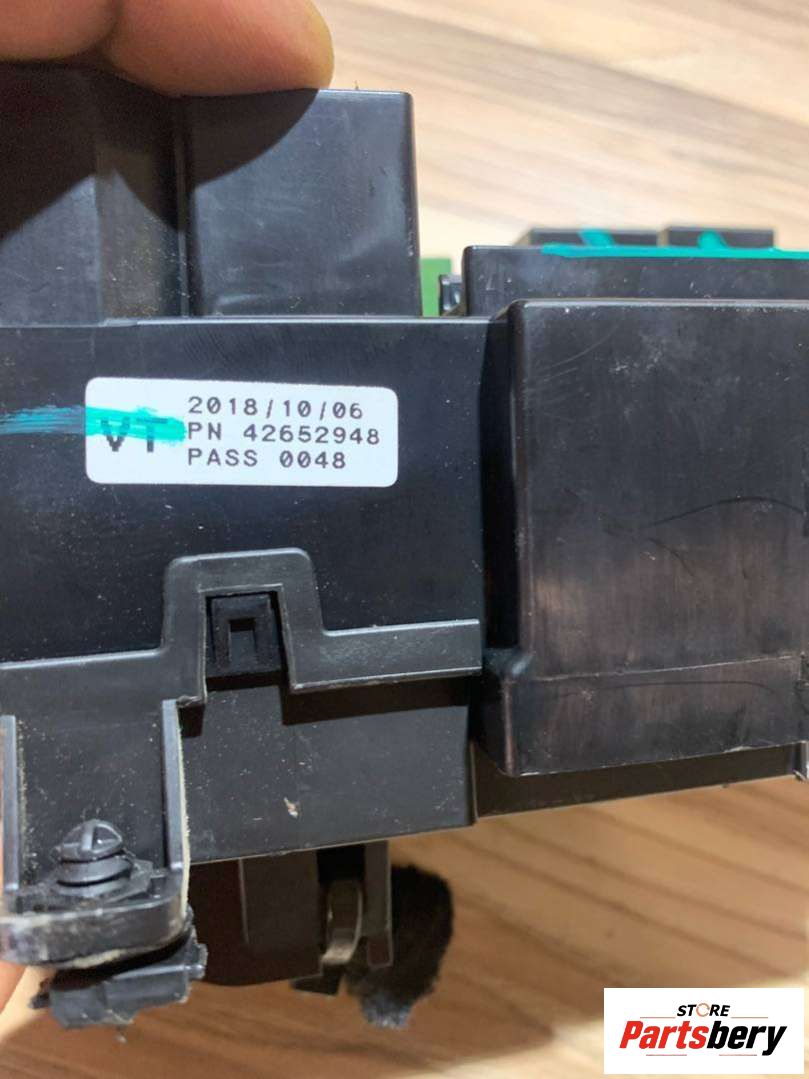 2018/10/06
VT PN 42652948
PASS 0048
STORE
Partsbery